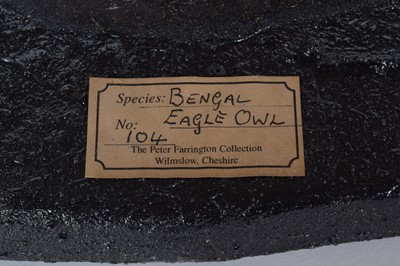 Species: BENGAL
EAGLE OWL
No: 104
The Peter Farrington Collection
Wilmslow, Cheshire